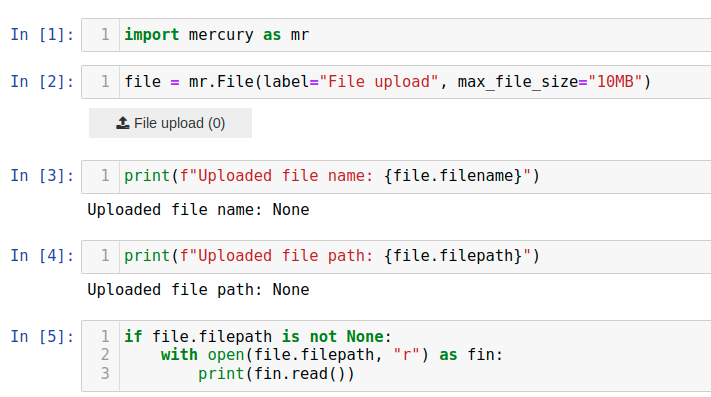 In [1]: 1 import mercury as mr
In [2]: 1 file = mr.File(label="File upload", max_file_size="10MB")
File upload (0)
In [3]: 1 print(f"Uploaded file name: {file.filename}")
Uploaded file name: None
In [4]: 1 print(f"Uploaded file path: {file.filepath}")
Uploaded file path: None
In [5]: 1 if file.filepath is not None:
2     with open(file.filepath, "r") as fin:
3         print(fin.read())